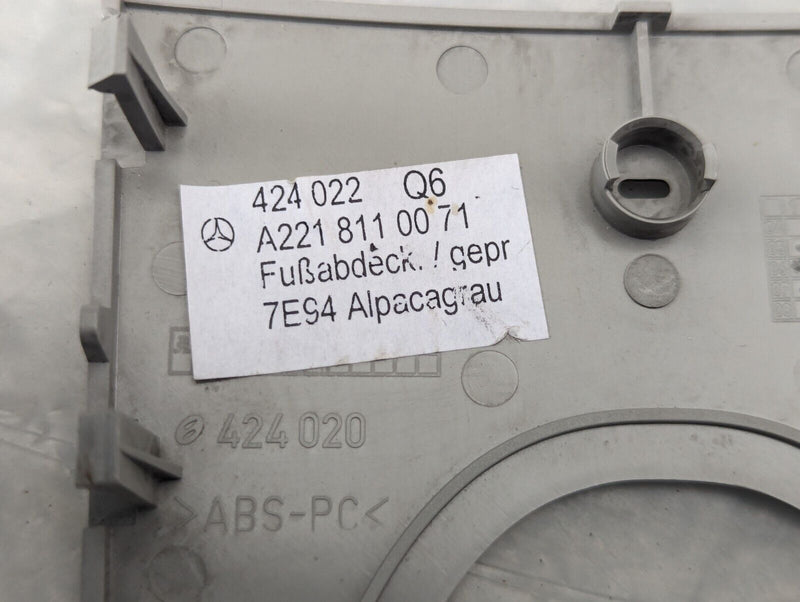 424 022 Q6
A221 811 00 71
Fußabdeck. / gepr
7E94 Alpacagrau
424 020
>ABS-PC<